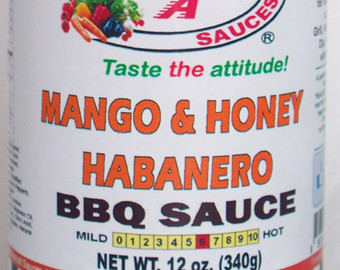 A
SAUCES®
Taste the attitude!
MANGO & HONEY
HABANERO
BBQ SAUCE
MILD 0 1 2 3 4 5 6 7 8 9 10 HOT
NET WT. 12 oz. (340g)